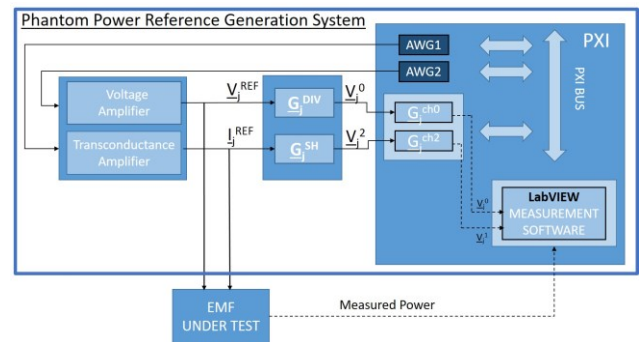 Phantom Power Reference Generation System
PXI
AWG1
AWG2
PXI BUS
Voltage
Amplifier
Transconductance
Amplifier
V_j^REF
I_j^REF
G_j^DIV
G_j^SH
V_j^0
V_j^2
G_j^ch0
G_j^ch2
LabVIEW
MEASUREMENT
SOFTWARE
V_j^0
V_j^1
EMF
UNDER TEST
Measured Power